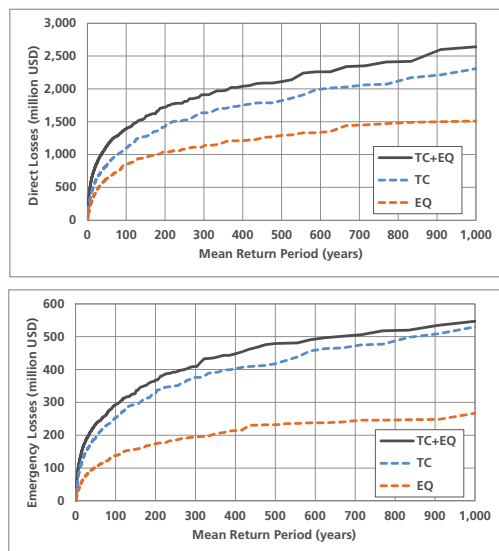 3,000
2,500
2,000
1,500
1,000
500
0
Direct Losses (million USD)
TC+EQ
TC
EQ
0 100 200 300 400 500 600 700 800 900 1,000
Mean Return Period (years)
600
500
400
300
200
100
0
Emergency Losses (million USD)
TC+EQ
TC
EQ
0 100 200 300 400 500 600 700 800 900 1,000
Mean Return Period (years)